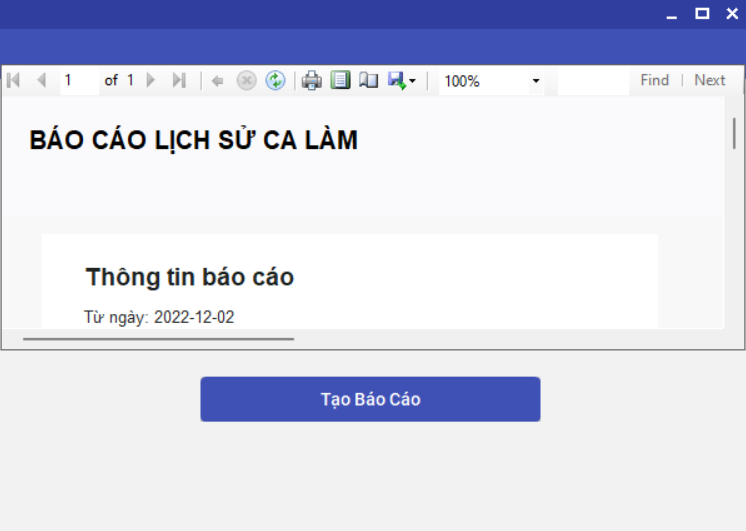 1 of 1 100% Find | Next
BÁO CÁO LỊCH SỬ CA LÀM
Thông tin báo cáo
Từ ngày: 2022-12-02
Tạo Báo Cáo